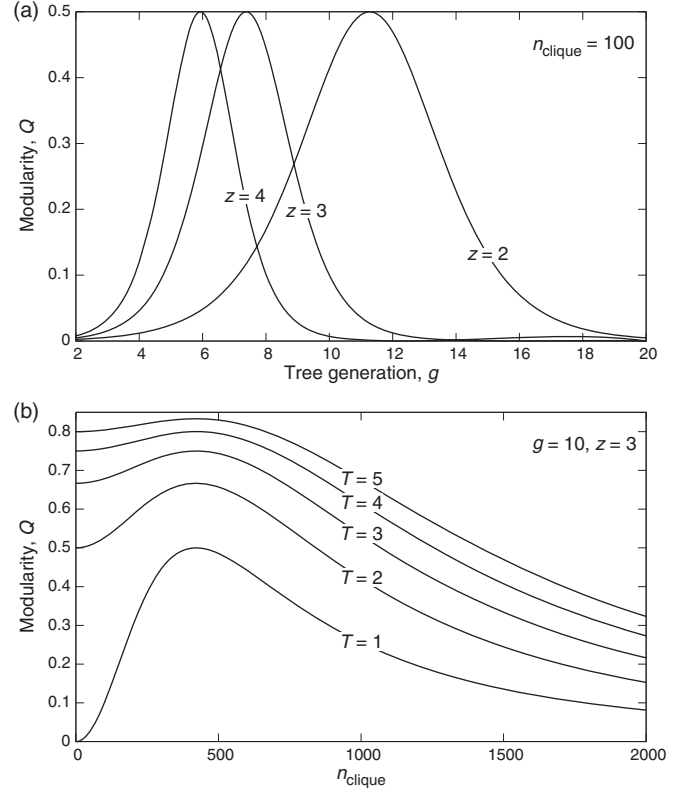 (a)
0.5
0.4
0.3
0.2
0.1
0
Modularity, Q
n_clique = 100
z = 4
z = 3
z = 2
2 4 6 8 10 12 14 16 18 20
Tree generation, g
(b)
0.8
0.7
0.6
0.5
0.4
0.3
0.2
0.1
0
Modularity, Q
g = 10, z = 3
T = 5
T = 4
T = 3
T = 2
T = 1
0 500 1000 1500 2000
n_clique